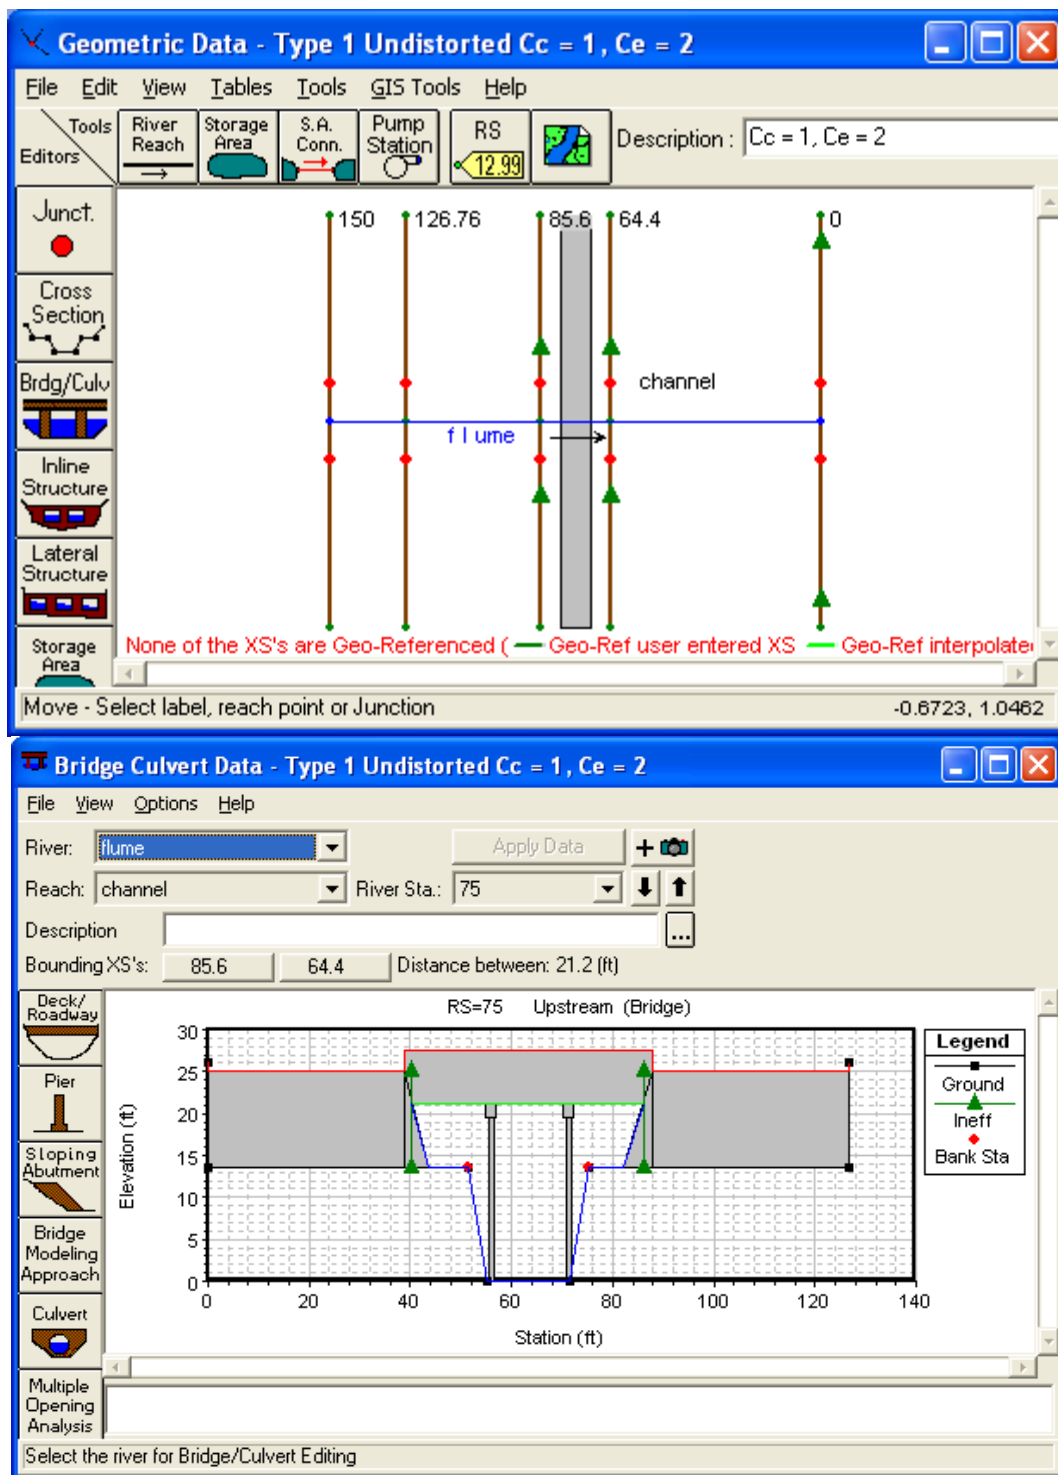 Geometric Data - Type 1 Undistorted Cc = 1, Ce = 2
File Edit View Tables Tools GIS Tools Help
Tools
Editors
River
Reach
Storage
Area
S.A.
Conn.
Pump
Station
RS
12.99
Description : Cc = 1, Ce = 2
Junct.
Cross
Section
Brdg/Culv
Inline
Structure
Lateral
Structure
Storage
Area
150 126.76 85.6 64.4 0
channel
flume
None of the XS's are Geo-Referenced ( Geo-Ref user entered XS Geo-Ref interpolate
Move - Select label, reach point or Junction -0.6723, 1.0462
Bridge Culvert Data - Type 1 Undistorted Cc = 1, Ce = 2
File View Options Help
River: flume Apply Data +
Reach: channel River Sta.: 75
Description ...
Bounding XS's: 85.6 64.4 Distance between: 21.2 (ft)
Deck/
Roadway
Pier
Sloping
Abutment
Bridge
Modeling
Approach
Culvert
Multiple
Opening
Analysis
RS=75 Upstream (Bridge)
30
25
20
15
10
5
0
Elevation (ft)
0 20 40 60 80 100 120 140
Station (ft)
Legend
Ground
Ineff
Bank Sta
Select the river for Bridge/Culvert Editing